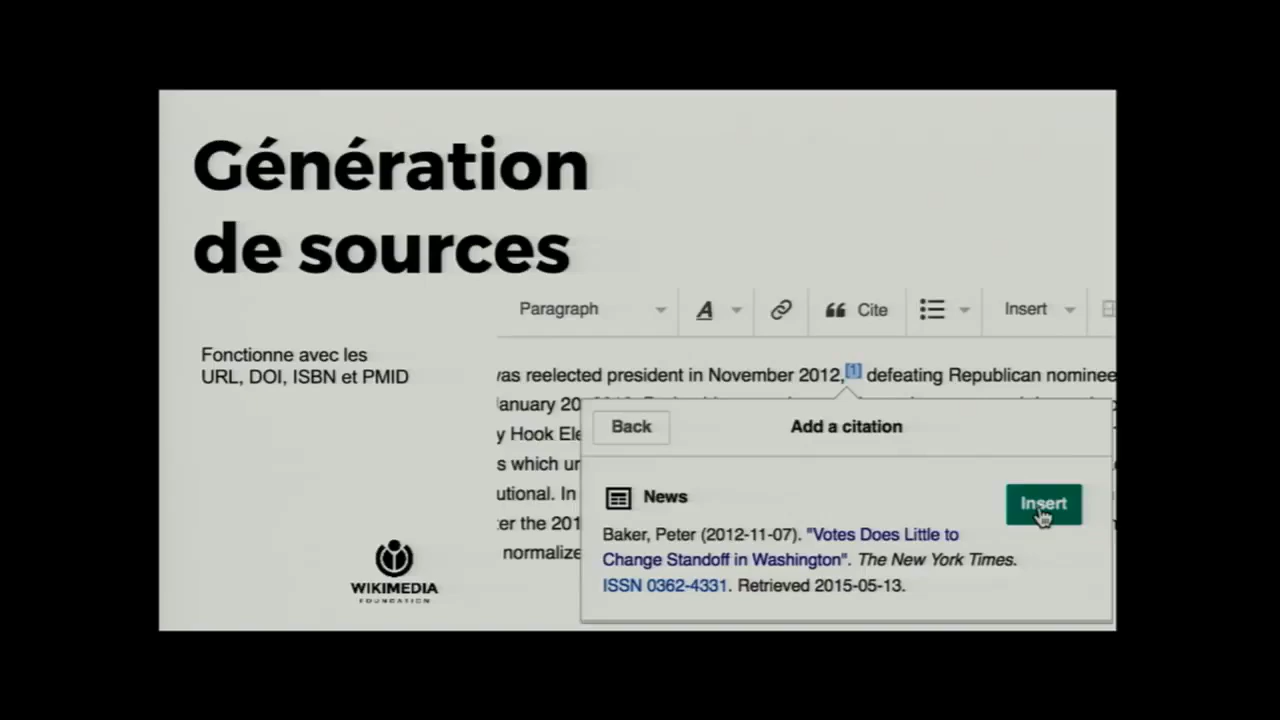 Génération
de sources
Paragraph A Cite Insert
Fonctionne avec les
URL, DOI, ISBN et PMID
was reelected president in November 2012,[1] defeating Republican nominee
anuary 20
y Hook Ele
s which
utional. In
er the 201
normalize
Back Add a citation
News Insert
Baker, Peter (2012-11-07). "Votes Does Little to
Change Standoff in Washington". The New York Times.
ISSN 0362-4331. Retrieved 2015-05-13.
WIKIMEDIA
FOUNDATION